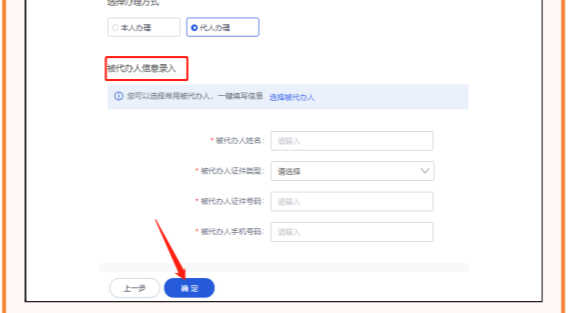 选择办理方式
本人办理
代人办理
被代办人信息录入
您可以选择常用被代办人，一键填写信息 选择被代办人
*被代办人姓名： 请输入
*被代办人证件类型： 请选择
*被代办人证件号码： 请输入
*被代办人手机号码： 请输入
上一步
确定